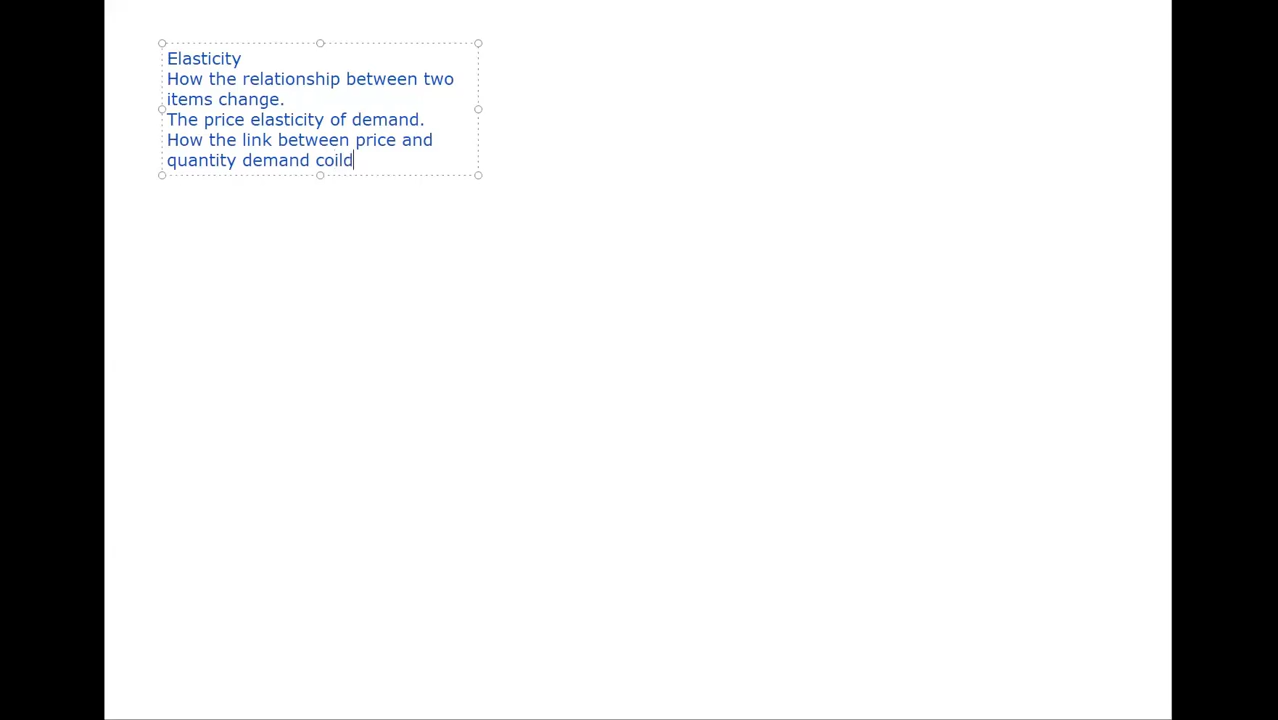 Elasticity
How the relationship between two
items change.
The price elasticity of demand.
How the link between price and
quantity demand coild